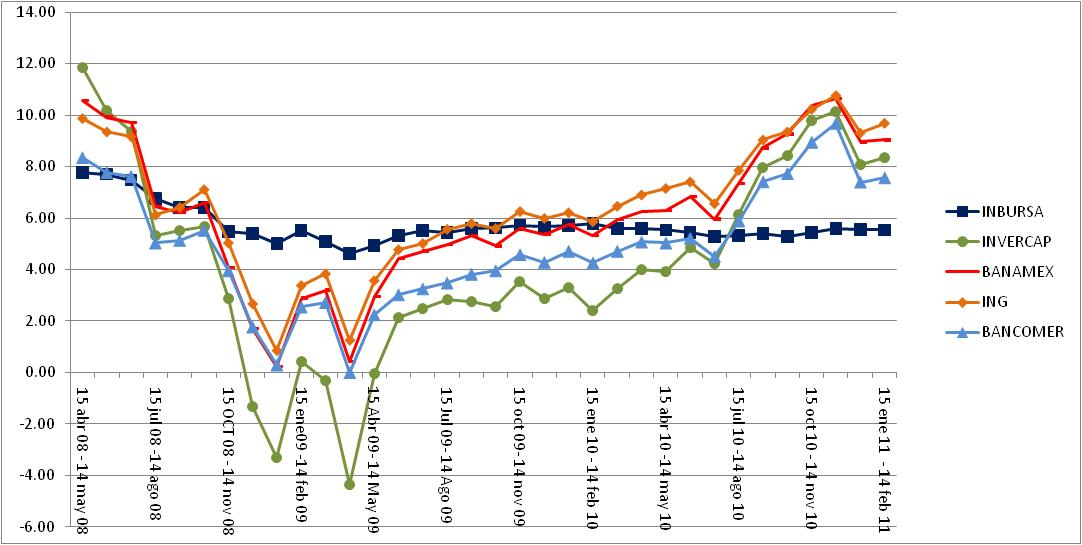 14.00
12.00
10.00
8.00
6.00
4.00
2.00
0.00
-2.00
-4.00
-6.00
15 abr 08 -14 may 08
15 jul 08 -14 ago 08
15 OCT 08 -14 nov 08
15 ene09 -14 feb 09
15 Abr 09-14 May 09
15 Jul 09-14 Ago 09
15 oct 09-14 nov 09
15 ene 10 -14 feb 10
15 abr 10 -14 may 10
15 jul 10-14 ago 10
15 oct 10-14 nov 10
15 ene 11 - 14 feb 11
INBURSA
INVERCAP
BANAMEX
ING
BANCOMER